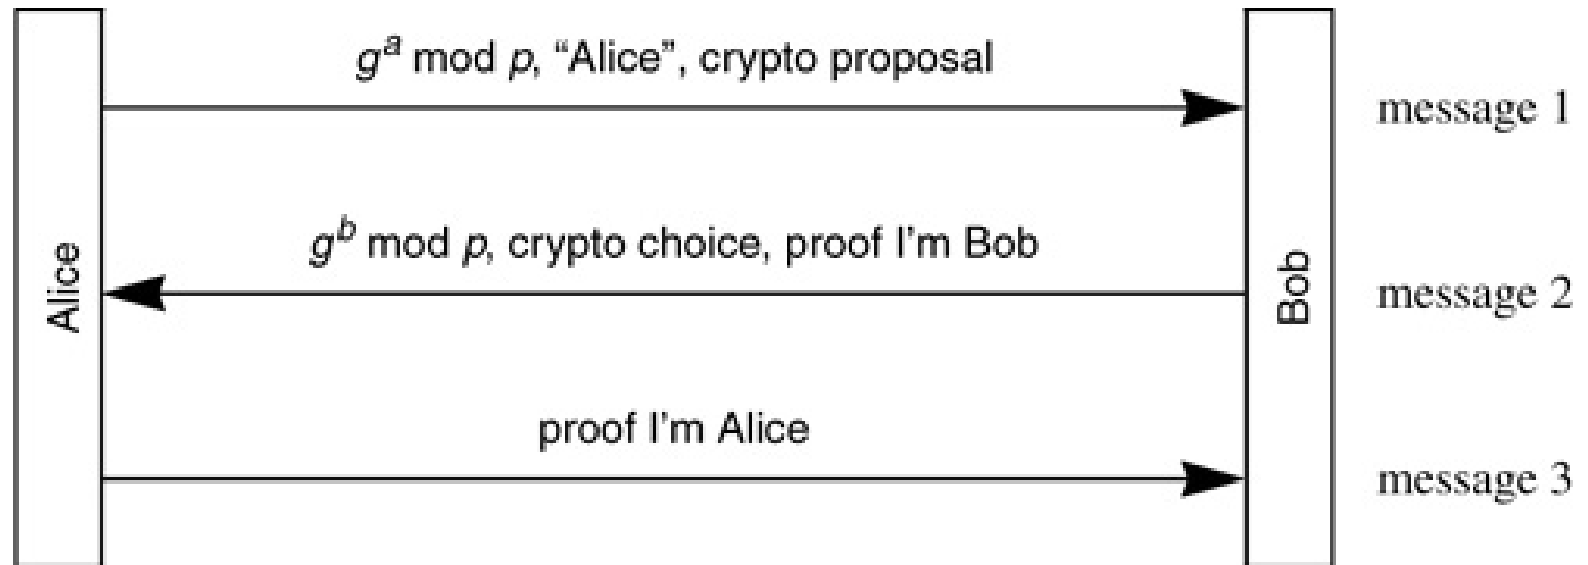 gᵃ mod p, “Alice”, crypto proposal
message 1
gᵇ mod p, crypto choice, proof I’m Bob
Alice
Bob
message 2
proof I’m Alice
message 3